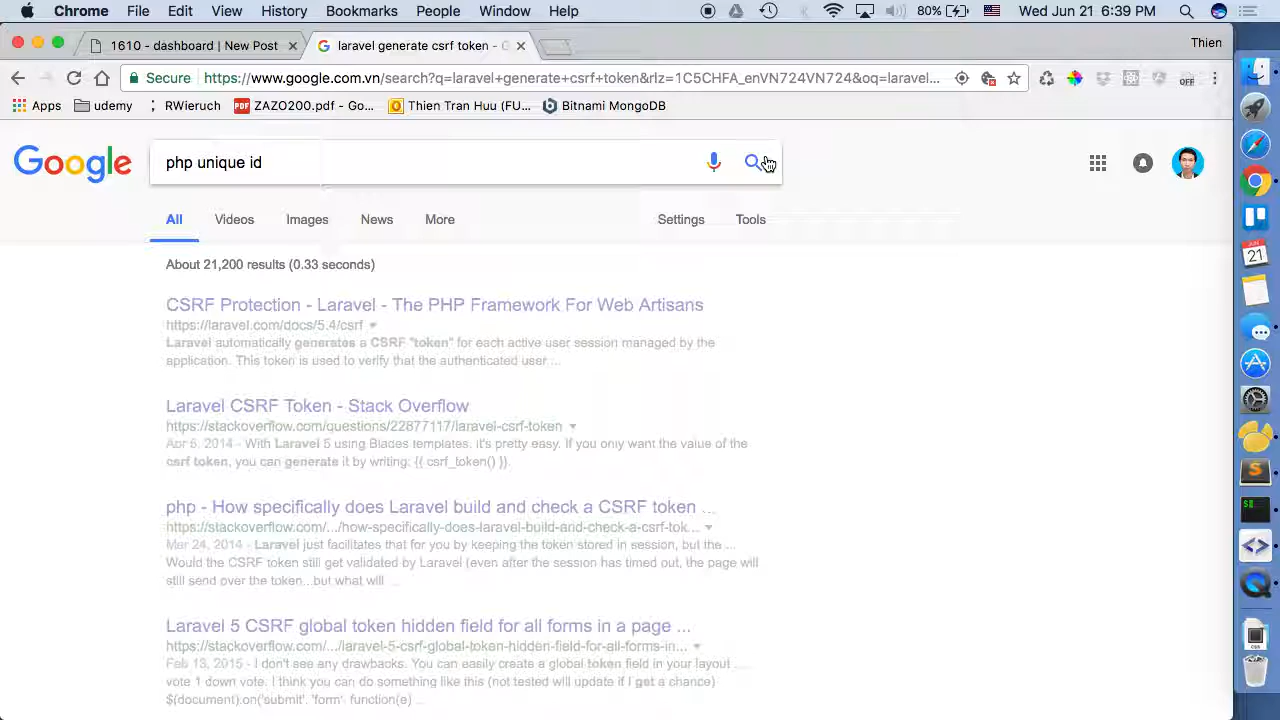 Chrome File Edit View History Bookmarks People Window Help 80% Wed Jun 21 6:39 PM
1610 - dashboard | New Post
laravel generate csrf token - G
Thien
Secure https://www.google.com.vn/search?q=laravel+generate+csrf+token&rlz=1C5CHFA_enVN724VN724&oq=laravel...
OFF
Apps udemy RWieruch PDF ZAZO200.pdf - Go... Thien Tran Huu (FU... Bitnami MongoDB
Google
php unique id
All Videos Images News More Settings Tools
About 21,200 results (0.33 seconds)
CSRF Protection - Laravel - The PHP Framework For Web Artisans
https://laravel.com/docs/5.4/csrf
Laravel automatically generates a CSRF "token" for each active user session managed by the
application. This token is used to verify that the authenticated user ...
Laravel CSRF Token - Stack Overflow
https://stackoverflow.com/questions/22877117/laravel-csrf-token
Apr 5, 2014 - With Laravel 5 using Blades templates, it's pretty easy. If you only want the value of the
csrf token, you can generate it by writing: {{ csrf_token() }}.
php - How specifically does Laravel build and check a CSRF token ...
https://stackoverflow.com/.../how-specifically-does-laravel-build-and-check-a-csrf-tok...
Mar 24, 2014 - Laravel just facilitates that for you by keeping the token stored in session, but the ...
Would the CSRF token still get validated by Laravel (even after the session has timed out, the page will
still send over the token...but what will ...
Laravel 5 CSRF global token hidden field for all forms in a page ...
https://stackoverflow.com/.../laravel-5-csrf-global-token-hidden-field-for-all-forms-in...
Feb 13, 2015 - I don't see any drawbacks. You can easily create a global token field in your layout ...
vote 1 down vote. I think you can do something like this (not tested will update if I get a chance)
$(document).on('submit', 'form', function(e) ...
JUN
21
css